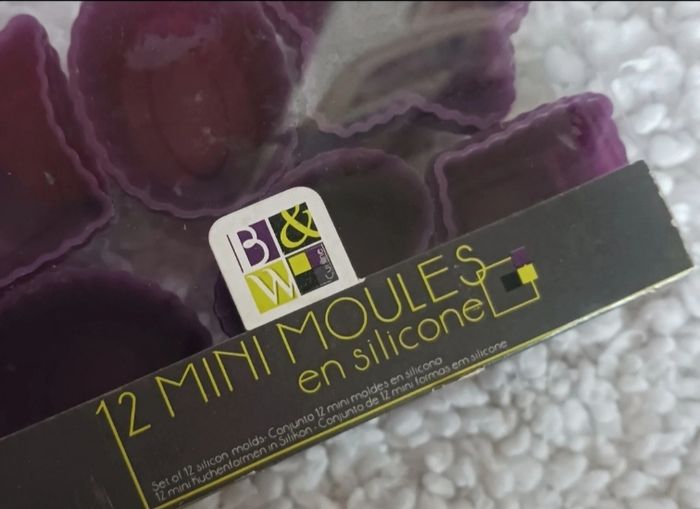 B&
W
12 MINI MOULES
en silicone
Set of 12 silicon molds- Conjunto 12 mini moldes en silicona
12 mini Kuchenformen in Silikon - Conjunto de 12 mini formas em silicone